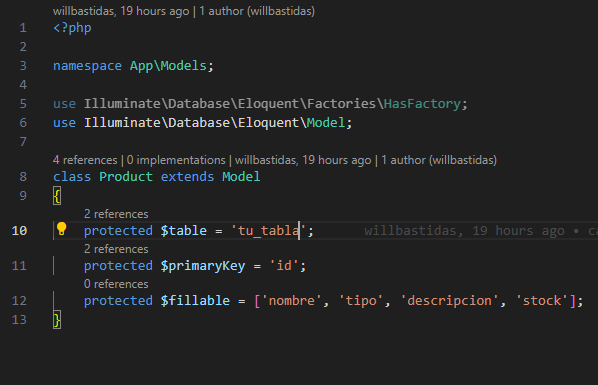 willbastidas, 19 hours ago | 1 author (willbastidas)
1 <?php
2
3 namespace App\Models;
4
5 use Illuminate\Database\Eloquent\Factories\HasFactory;
6 use Illuminate\Database\Eloquent\Model;
7
4 references | 0 implementations | willbastidas, 19 hours ago | 1 author (willbastidas)
8 class Product extends Model
9 {
2 references
10 protected $table = 'tu_tabla'; willbastidas, 19 hours ago •
2 references
11 protected $primaryKey = 'id';
0 references
12 protected $fillable = ['nombre', 'tipo', 'descripcion', 'stock'];
13 }